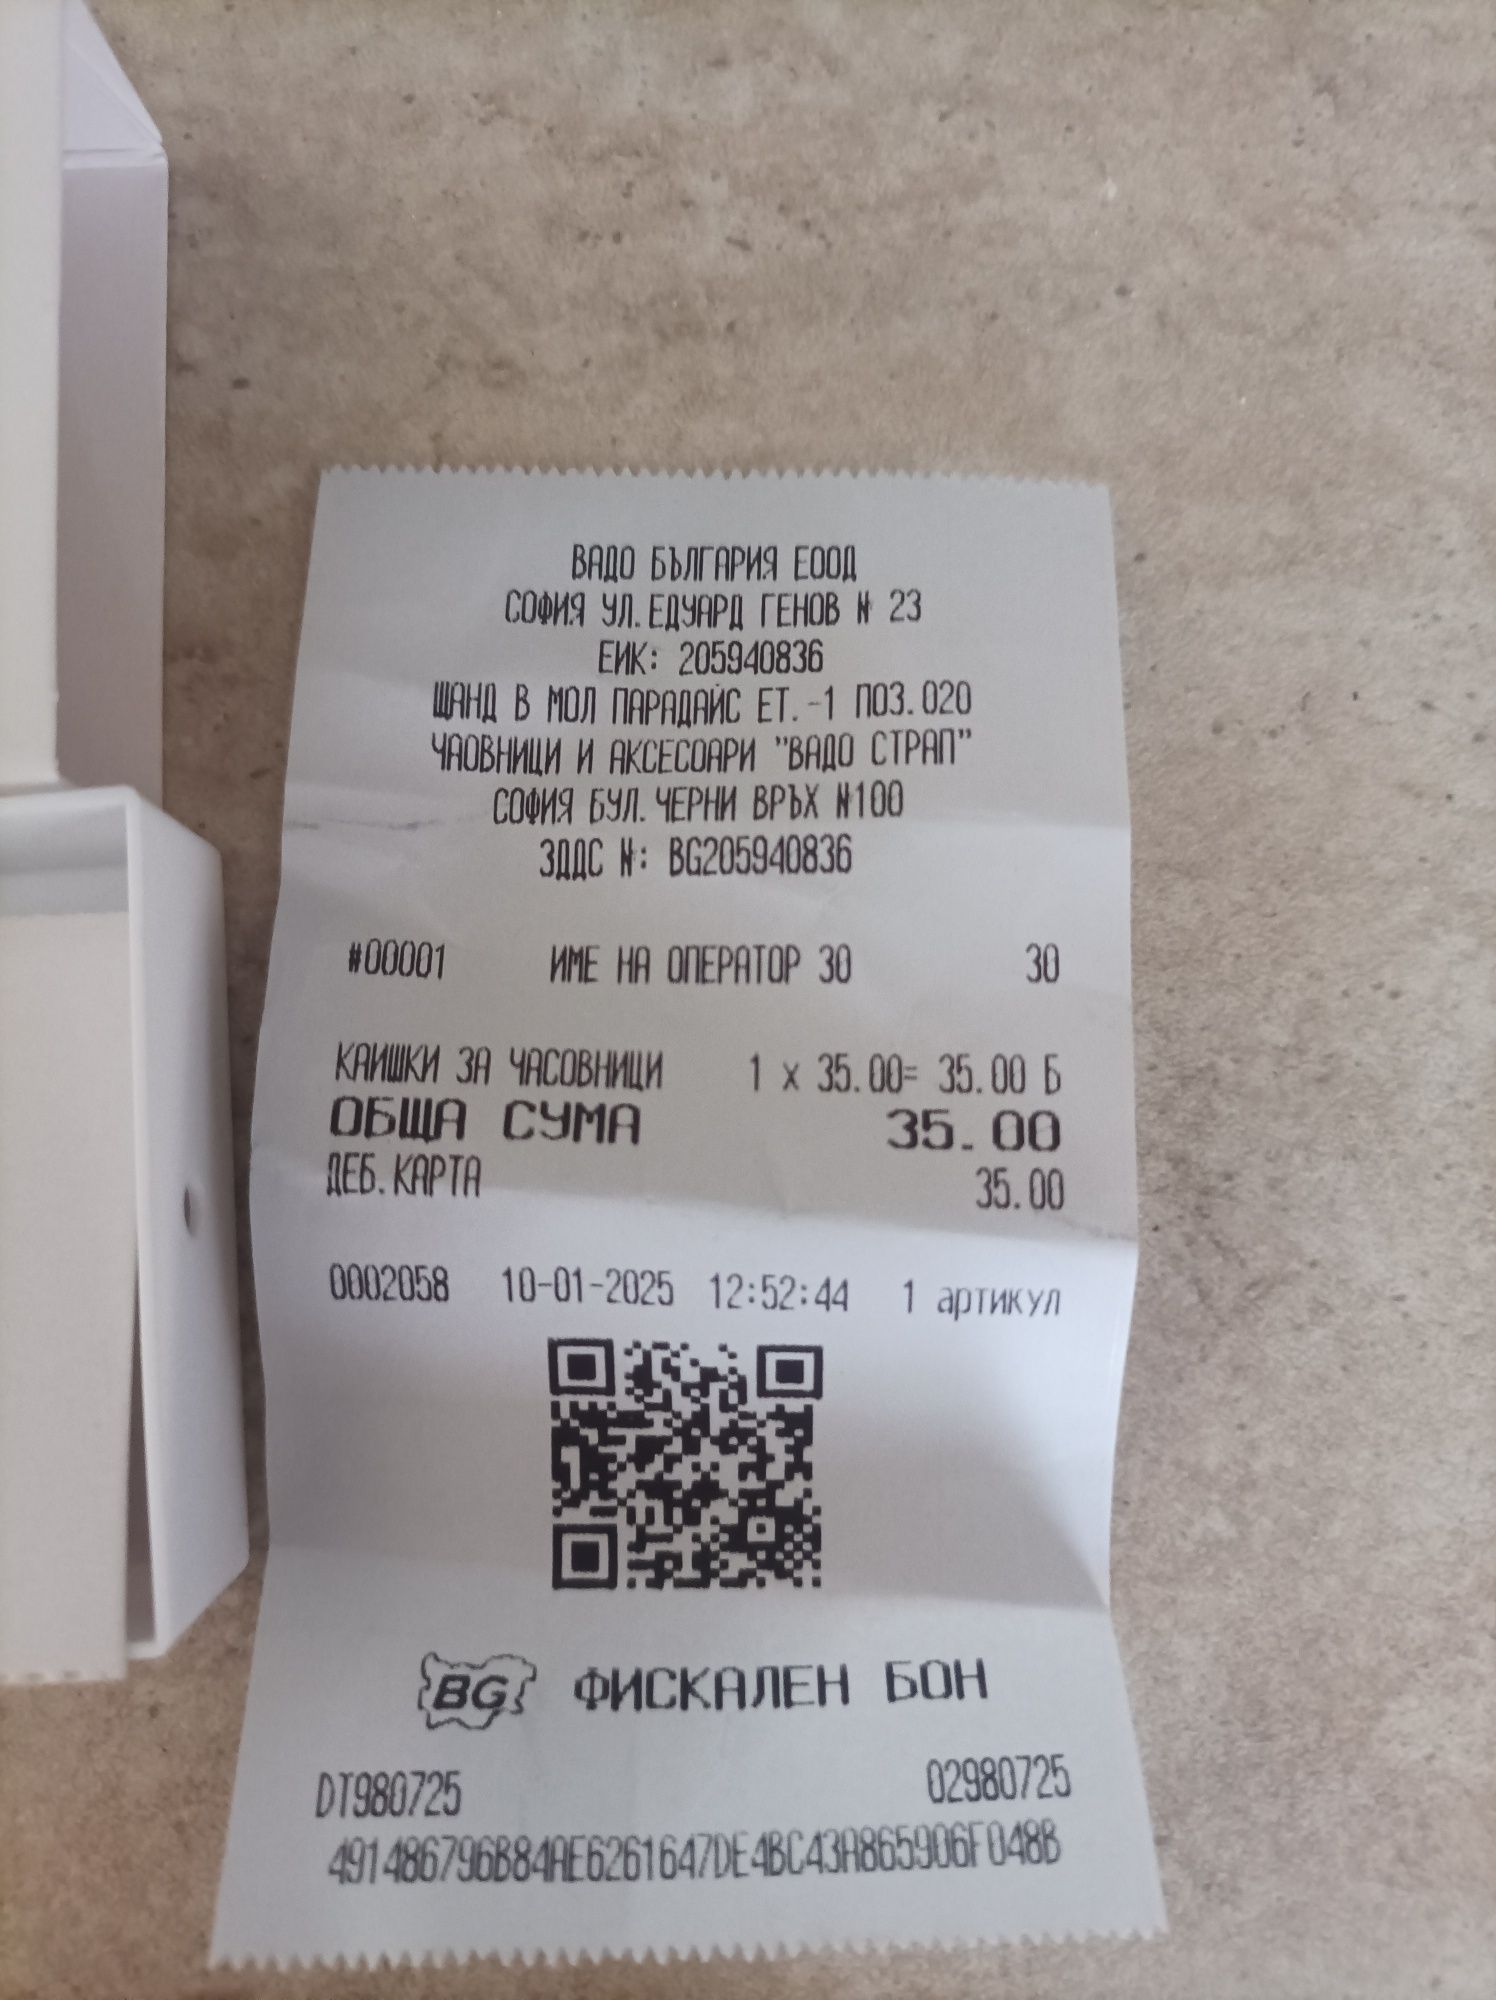 ВАДО БЪЛГАРИЯ ЕООД
СОФИЯ УЛ.ЕДУАРД ГЕНОВ № 23
ЕИК: 205940836
ЩАНД В МОЛ ПАРАДАЙС ЕТ.-1 ПОЗ.020
ЧАОВНИЦИ И АКСЕСОАРИ "ВАДО СТРАП"
СОФИЯ БУЛ.ЧЕРНИ ВРЪХ №100
ЗДДС №: BG205940836
#00001 ИМЕ НА ОПЕРАТОР 30 30
КАИШКИ ЗА ЧАСОВНИЦИ 1 x 35.00= 35.00 Б
ОБЩА СУМА 35.00
ДЕБ.КАРТА 35.00
0002058 10-01-2025 12:52:44 1 артикул
BG ФИСКАЛЕН БОН
DT980725 02980725
491486796B84AE6261647DE4BC43A865906F048B